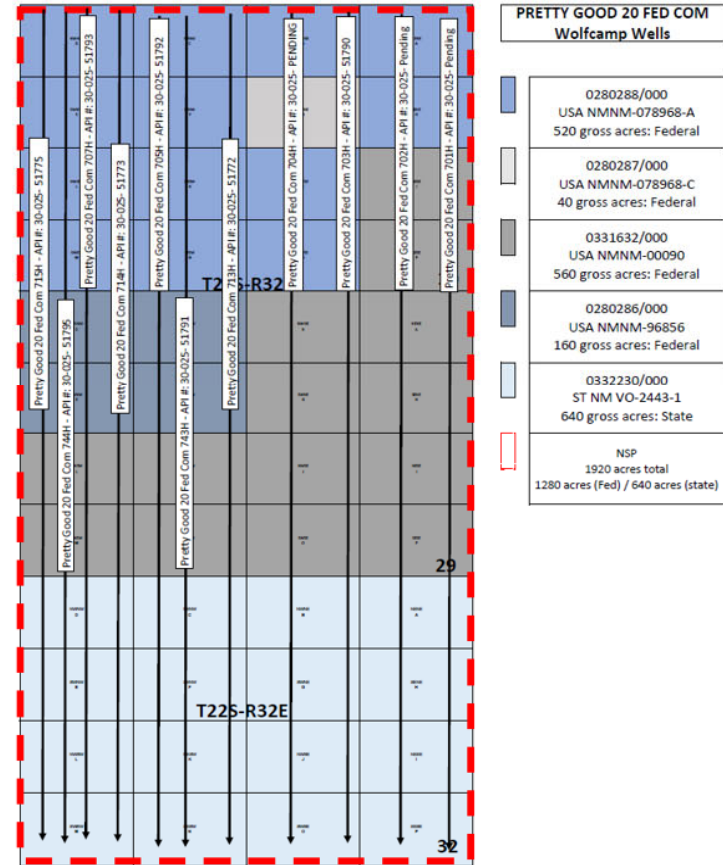 PRETTY GOOD 20 FED COM
Wolfcamp Wells
0280288/000
USA NMNM-078968-A
520 gross acres: Federal
0280287/000
USA NMNM-078968-C
40 gross acres: Federal
0331632/000
USA NMNM-00090
560 gross acres: Federal
0280286/000
USA NMNM-96856
160 gross acres: Federal
0332230/000
ST NM VO-2443-1
640 gross acres: State
NSP
1920 acres total
1280 acres (Fed) / 640 acres (state)
Pretty Good 20 Fed Com 715H - API #: 30-025- 51775
Pretty Good 20 Fed Com 744H - API #: 30-025- 51795
Pretty Good 20 Fed Com 707H - API #: 30-025- 51793
Pretty Good 20 Fed Com 714H - API #: 30-025- 51773
Pretty Good 20 Fed Com 705H - API #: 30-025- 51792
Pretty Good 20 Fed Com 743H - API #: 30-025- 51791
Pretty Good 20 Fed Com 713H - API #: 30-025- 51772
Pretty Good 20 Fed Com 704H - API #: 30-025- PENDING
Pretty Good 20 Fed Com 703H - API #: 30-025- 51790
Pretty Good 20 Fed Com 702H - API #: 30-025- Pending
Pretty Good 20 Fed Com 701H - API #: 30-025- Pending
29
T22S-R32E
32